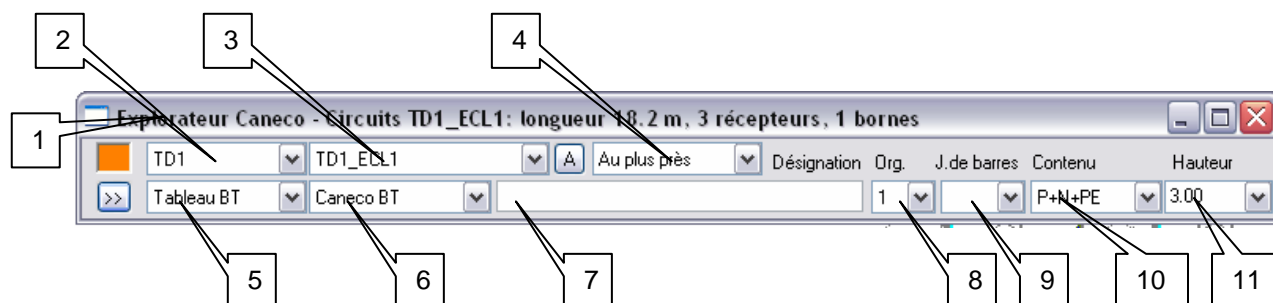 2
3
4
1
Explorateur Caneco - Circuits TD1_ECL1: longueur 18.2 m, 3 récepteurs, 1 bornes
TD1
TD1_ECL1
A
Au plus près
Désignation
Org.
J.de barres
Contenu
Hauteur
>>
Tableau BT
Caneco BT
1
P+N+PE
3.00
5
6
7
8
9
10
11